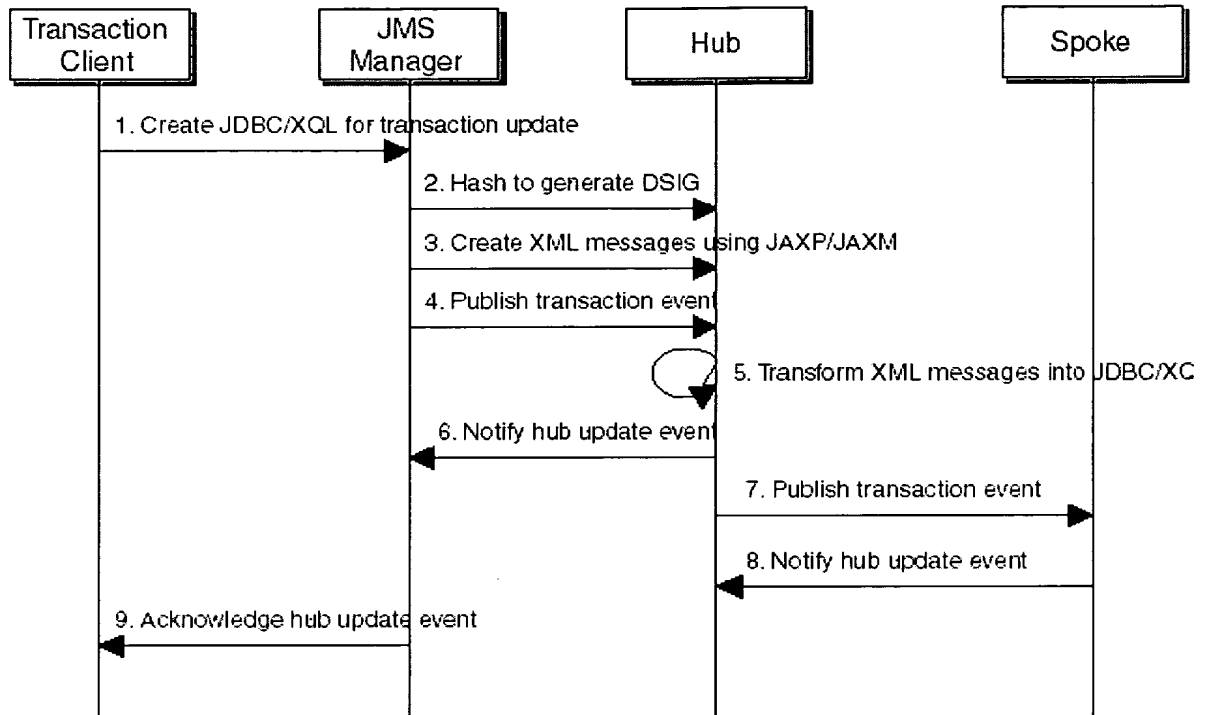 Transaction
Client
JMS
Manager
Hub
Spoke
1. Create JDBC/XQL for transaction update
2. Hash to generate DSIG
3. Create XML messages using JAXP/JAXM
4. Publish transaction event
5. Transform XML messages into JDBC/XC
6. Notify hub update event
7. Publish transaction event
8. Notify hub update event
9. Acknowledge hub update event